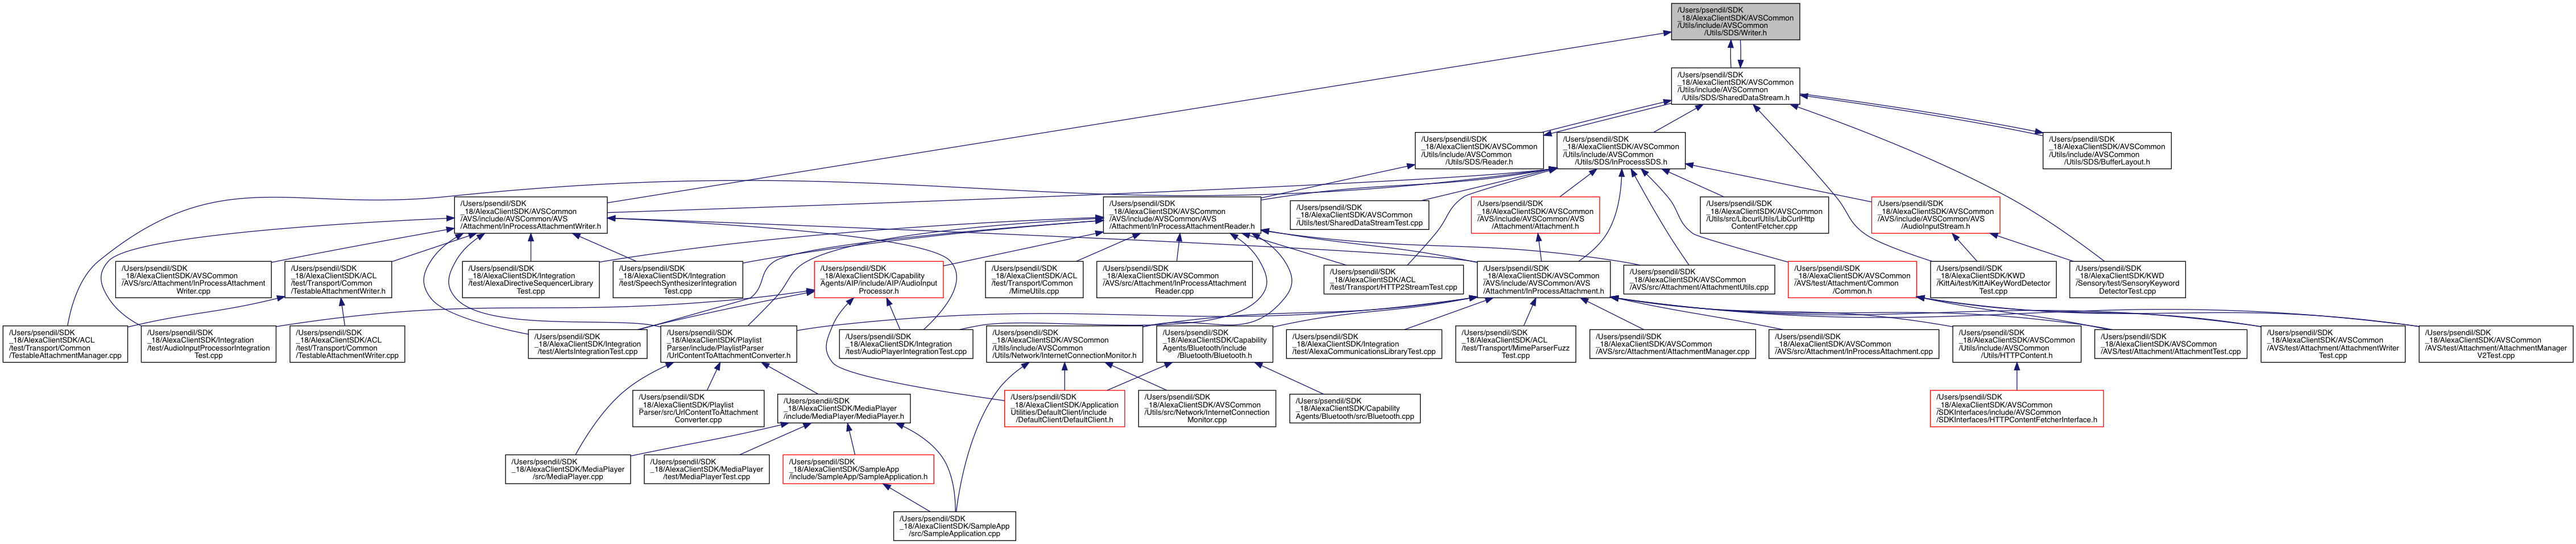 /Users/psendil/SDK
_18/AlexaClientSDK/AVSCommon
/Utils/include/AVSCommon
/Utils/SDS/Writer.h
/Users/psendil/SDK
_18/AlexaClientSDK/AVSCommon
/Utils/include/AVSCommon
/Utils/SDS/SharedDataStream.h
/Users/psendil/SDK
_18/AlexaClientSDK/AVSCommon
/Utils/include/AVSCommon
/Utils/SDS/Reader.h
/Users/psendil/SDK
_18/AlexaClientSDK/AVSCommon
/Utils/include/AVSCommon
/Utils/SDS/InProcessSDS.h
/Users/psendil/SDK
_18/AlexaClientSDK/AVSCommon
/Utils/include/AVSCommon
/Utils/SDS/BufferLayout.h
/Users/psendil/SDK
_18/AlexaClientSDK/AVSCommon
/AVS/include/AVSCommon/AVS
/Attachment/InProcessAttachmentWriter.h
/Users/psendil/SDK
_18/AlexaClientSDK/AVSCommon
/AVS/include/AVSCommon/AVS
/Attachment/InProcessAttachmentReader.h
/Users/psendil/SDK
_18/AlexaClientSDK/AVSCommon
/Utils/test/SharedDataStreamTest.cpp
/Users/psendil/SDK
_18/AlexaClientSDK/AVSCommon
/AVS/include/AVSCommon/AVS
/Attachment/Attachment.h
/Users/psendil/SDK
_18/AlexaClientSDK/AVSCommon
/Utils/src/LibcurlUtils/LibCurlHttp
ContentFetcher.cpp
/Users/psendil/SDK
_18/AlexaClientSDK/AVSCommon
/AVS/include/AVSCommon/AVS
/AudioInputStream.h
/Users/psendil/SDK
_18/AlexaClientSDK/AVSCommon
/AVS/src/Attachment/InProcessAttachment
Writer.cpp
/Users/psendil/SDK
_18/AlexaClientSDK/ACL
/test/Transport/Common
/TestableAttachmentWriter.h
/Users/psendil/SDK
_18/AlexaClientSDK/Integration
/test/AlexaDirectiveSequencerLibrary
Test.cpp
/Users/psendil/SDK
_18/AlexaClientSDK/Integration
/test/SpeechSynthesizerIntegration
Test.cpp
/Users/psendil/SDK
_18/AlexaClientSDK/Capability
Agents/AIP/include/AIP/AudioInput
Processor.h
/Users/psendil/SDK
_18/AlexaClientSDK/ACL
/test/Transport/Common
/MimeUtils.cpp
/Users/psendil/SDK
_18/AlexaClientSDK/AVSCommon
/AVS/src/Attachment/InProcessAttachment
Reader.cpp
/Users/psendil/SDK
_18/AlexaClientSDK/ACL
/test/Transport/HTTP2StreamTest.cpp
/Users/psendil/SDK
_18/AlexaClientSDK/AVSCommon
/AVS/include/AVSCommon/AVS
/Attachment/InProcessAttachment.h
/Users/psendil/SDK
_18/AlexaClientSDK/AVSCommon
/AVS/src/Attachment/AttachmentUtils.cpp
/Users/psendil/SDK
_18/AlexaClientSDK/AVSCommon
/AVS/test/Attachment/Common
/Common.h
/Users/psendil/SDK
_18/AlexaClientSDK/KWD
/KittAi/test/KittAiKeyWordDetector
Test.cpp
/Users/psendil/SDK
_18/AlexaClientSDK/KWD
/Sensory/test/SensoryKeyword
DetectorTest.cpp
/Users/psendil/SDK
_18/AlexaClientSDK/ACL
/test/Transport/Common
/TestableAttachmentManager.cpp
/Users/psendil/SDK
_18/AlexaClientSDK/Integration
/test/AudioInputProcessorIntegration
Test.cpp
/Users/psendil/SDK
_18/AlexaClientSDK/ACL
/test/Transport/Common
/TestableAttachmentWriter.cpp
/Users/psendil/SDK
_18/AlexaClientSDK/Integration
/test/AlertsIntegrationTest.cpp
/Users/psendil/SDK
_18/AlexaClientSDK/Playlist
Parser/include/PlaylistParser
/UrlContentToAttachmentConverter.h
/Users/psendil/SDK
_18/AlexaClientSDK/Integration
/test/AudioPlayerIntegrationTest.cpp
/Users/psendil/SDK
_18/AlexaClientSDK/AVSCommon
/Utils/include/AVSCommon
/Utils/Network/InternetConnectionMonitor.h
/Users/psendil/SDK
_18/AlexaClientSDK/Capability
Agents/Bluetooth/include
/Bluetooth/Bluetooth.h
/Users/psendil/SDK
_18/AlexaClientSDK/Integration
/test/AlexaCommunicationsLibraryTest.cpp
/Users/psendil/SDK
_18/AlexaClientSDK/ACL
/test/Transport/MimeParserFuzz
Test.cpp
/Users/psendil/SDK
_18/AlexaClientSDK/AVSCommon
/AVS/src/Attachment/AttachmentManager.cpp
/Users/psendil/SDK
_18/AlexaClientSDK/AVSCommon
/AVS/src/Attachment/InProcessAttachment.cpp
/Users/psendil/SDK
_18/AlexaClientSDK/AVSCommon
/Utils/include/AVSCommon
/Utils/HTTPContent.h
/Users/psendil/SDK
_18/AlexaClientSDK/AVSCommon
/AVS/test/Attachment/AttachmentTest.cpp
/Users/psendil/SDK
_18/AlexaClientSDK/AVSCommon
/AVS/test/Attachment/AttachmentWriter
Test.cpp
/Users/psendil/SDK
_18/AlexaClientSDK/AVSCommon
/AVS/test/Attachment/AttachmentManager
V2Test.cpp
/Users/psendil/SDK
_18/AlexaClientSDK/Playlist
Parser/src/UrlContentToAttachment
Converter.cpp
/Users/psendil/SDK
_18/AlexaClientSDK/MediaPlayer
/include/MediaPlayer/MediaPlayer.h
/Users/psendil/SDK
_18/AlexaClientSDK/Application
Utilities/DefaultClient/include
/DefaultClient/DefaultClient.h
/Users/psendil/SDK
_18/AlexaClientSDK/AVSCommon
/Utils/src/Network/InternetConnection
Monitor.cpp
/Users/psendil/SDK
_18/AlexaClientSDK/Capability
Agents/Bluetooth/src/Bluetooth.cpp
/Users/psendil/SDK
_18/AlexaClientSDK/AVSCommon
/SDKInterfaces/include/AVSCommon
/SDKInterfaces/HTTPContentFetcherInterface.h
/Users/psendil/SDK
_18/AlexaClientSDK/MediaPlayer
/src/MediaPlayer.cpp
/Users/psendil/SDK
_18/AlexaClientSDK/MediaPlayer
/test/MediaPlayerTest.cpp
/Users/psendil/SDK
_18/AlexaClientSDK/SampleApp
/include/SampleApp/SampleApplication.h
/Users/psendil/SDK
_18/AlexaClientSDK/SampleApp
/src/SampleApplication.cpp